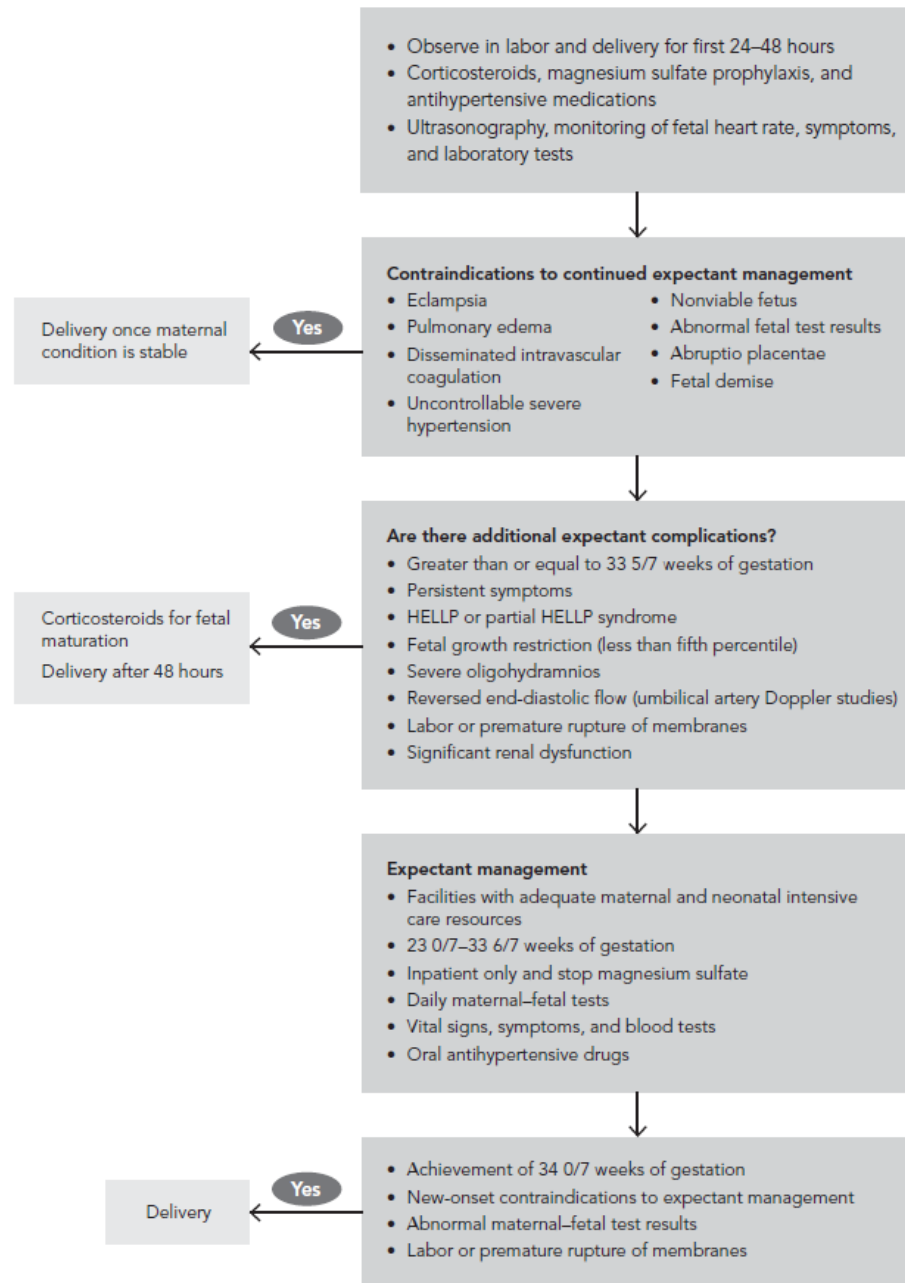 • Observe in labor and delivery for first 24–48 hours
• Corticosteroids, magnesium sulfate prophylaxis, and
antihypertensive medications
• Ultrasonography, monitoring of fetal heart rate, symptoms,
and laboratory tests
Contraindications to continued expectant management
• Eclampsia
• Pulmonary edema
• Disseminated intravascular
coagulation
• Uncontrollable severe
hypertension
• Nonviable fetus
• Abnormal fetal test results
• Abruptio placentae
• Fetal demise
Yes
Delivery once maternal
condition is stable
Are there additional expectant complications?
• Greater than or equal to 33 5/7 weeks of gestation
• Persistent symptoms
• HELLP or partial HELLP syndrome
• Fetal growth restriction (less than fifth percentile)
• Severe oligohydramnios
• Reversed end-diastolic flow (umbilical artery Doppler studies)
• Labor or premature rupture of membranes
• Significant renal dysfunction
Yes
Corticosteroids for fetal
maturation
Delivery after 48 hours
Expectant management
• Facilities with adequate maternal and neonatal intensive
care resources
• 23 0/7–33 6/7 weeks of gestation
• Inpatient only and stop magnesium sulfate
• Daily maternal–fetal tests
• Vital signs, symptoms, and blood tests
• Oral antihypertensive drugs
• Achievement of 34 0/7 weeks of gestation
• New-onset contraindications to expectant management
• Abnormal maternal–fetal test results
• Labor or premature rupture of membranes
Yes
Delivery